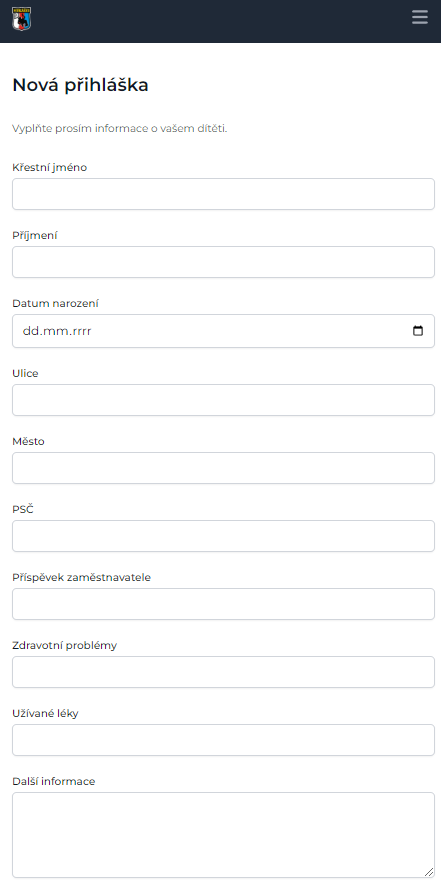 Nová přihláška
Vyplňte prosím informace o vašem dítěti.
Křestní jméno
Příjmení
Datum narození
dd.mm.rrrr
Ulice
Město
PSČ
Příspěvek zaměstnavatele
Zdravotní problémy
Užívané léky
Další informace